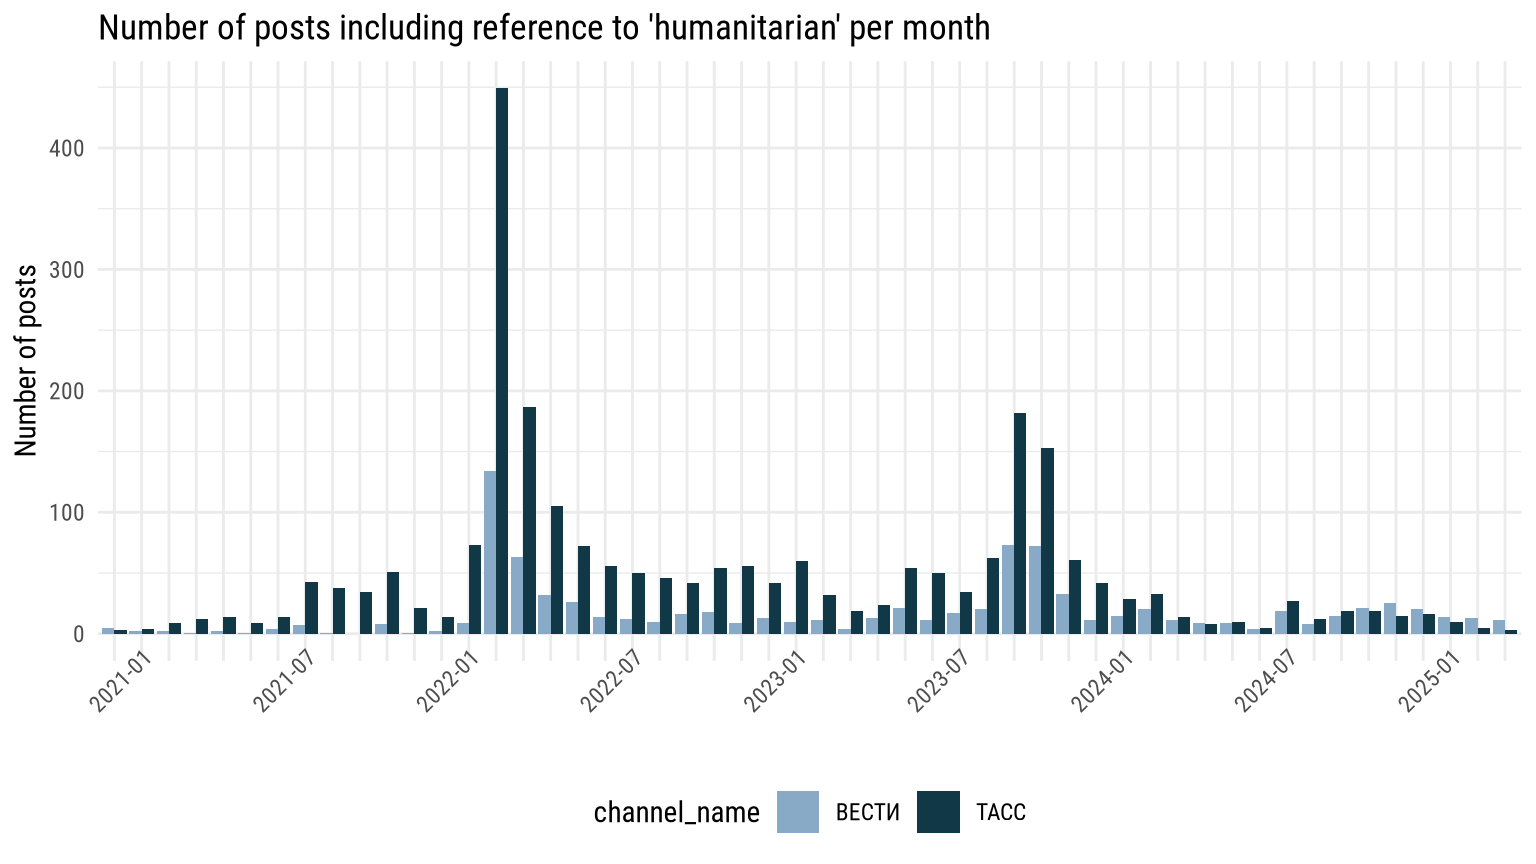 Number of posts including reference to 'humanitarian' per month
Number of posts
400
300
200
100
0
2021-01
2021-07
2022-01
2022-07
2023-01
2023-07
2024-01
2024-07
2025-01
channel_name
ВЕСТИ
ТАСС